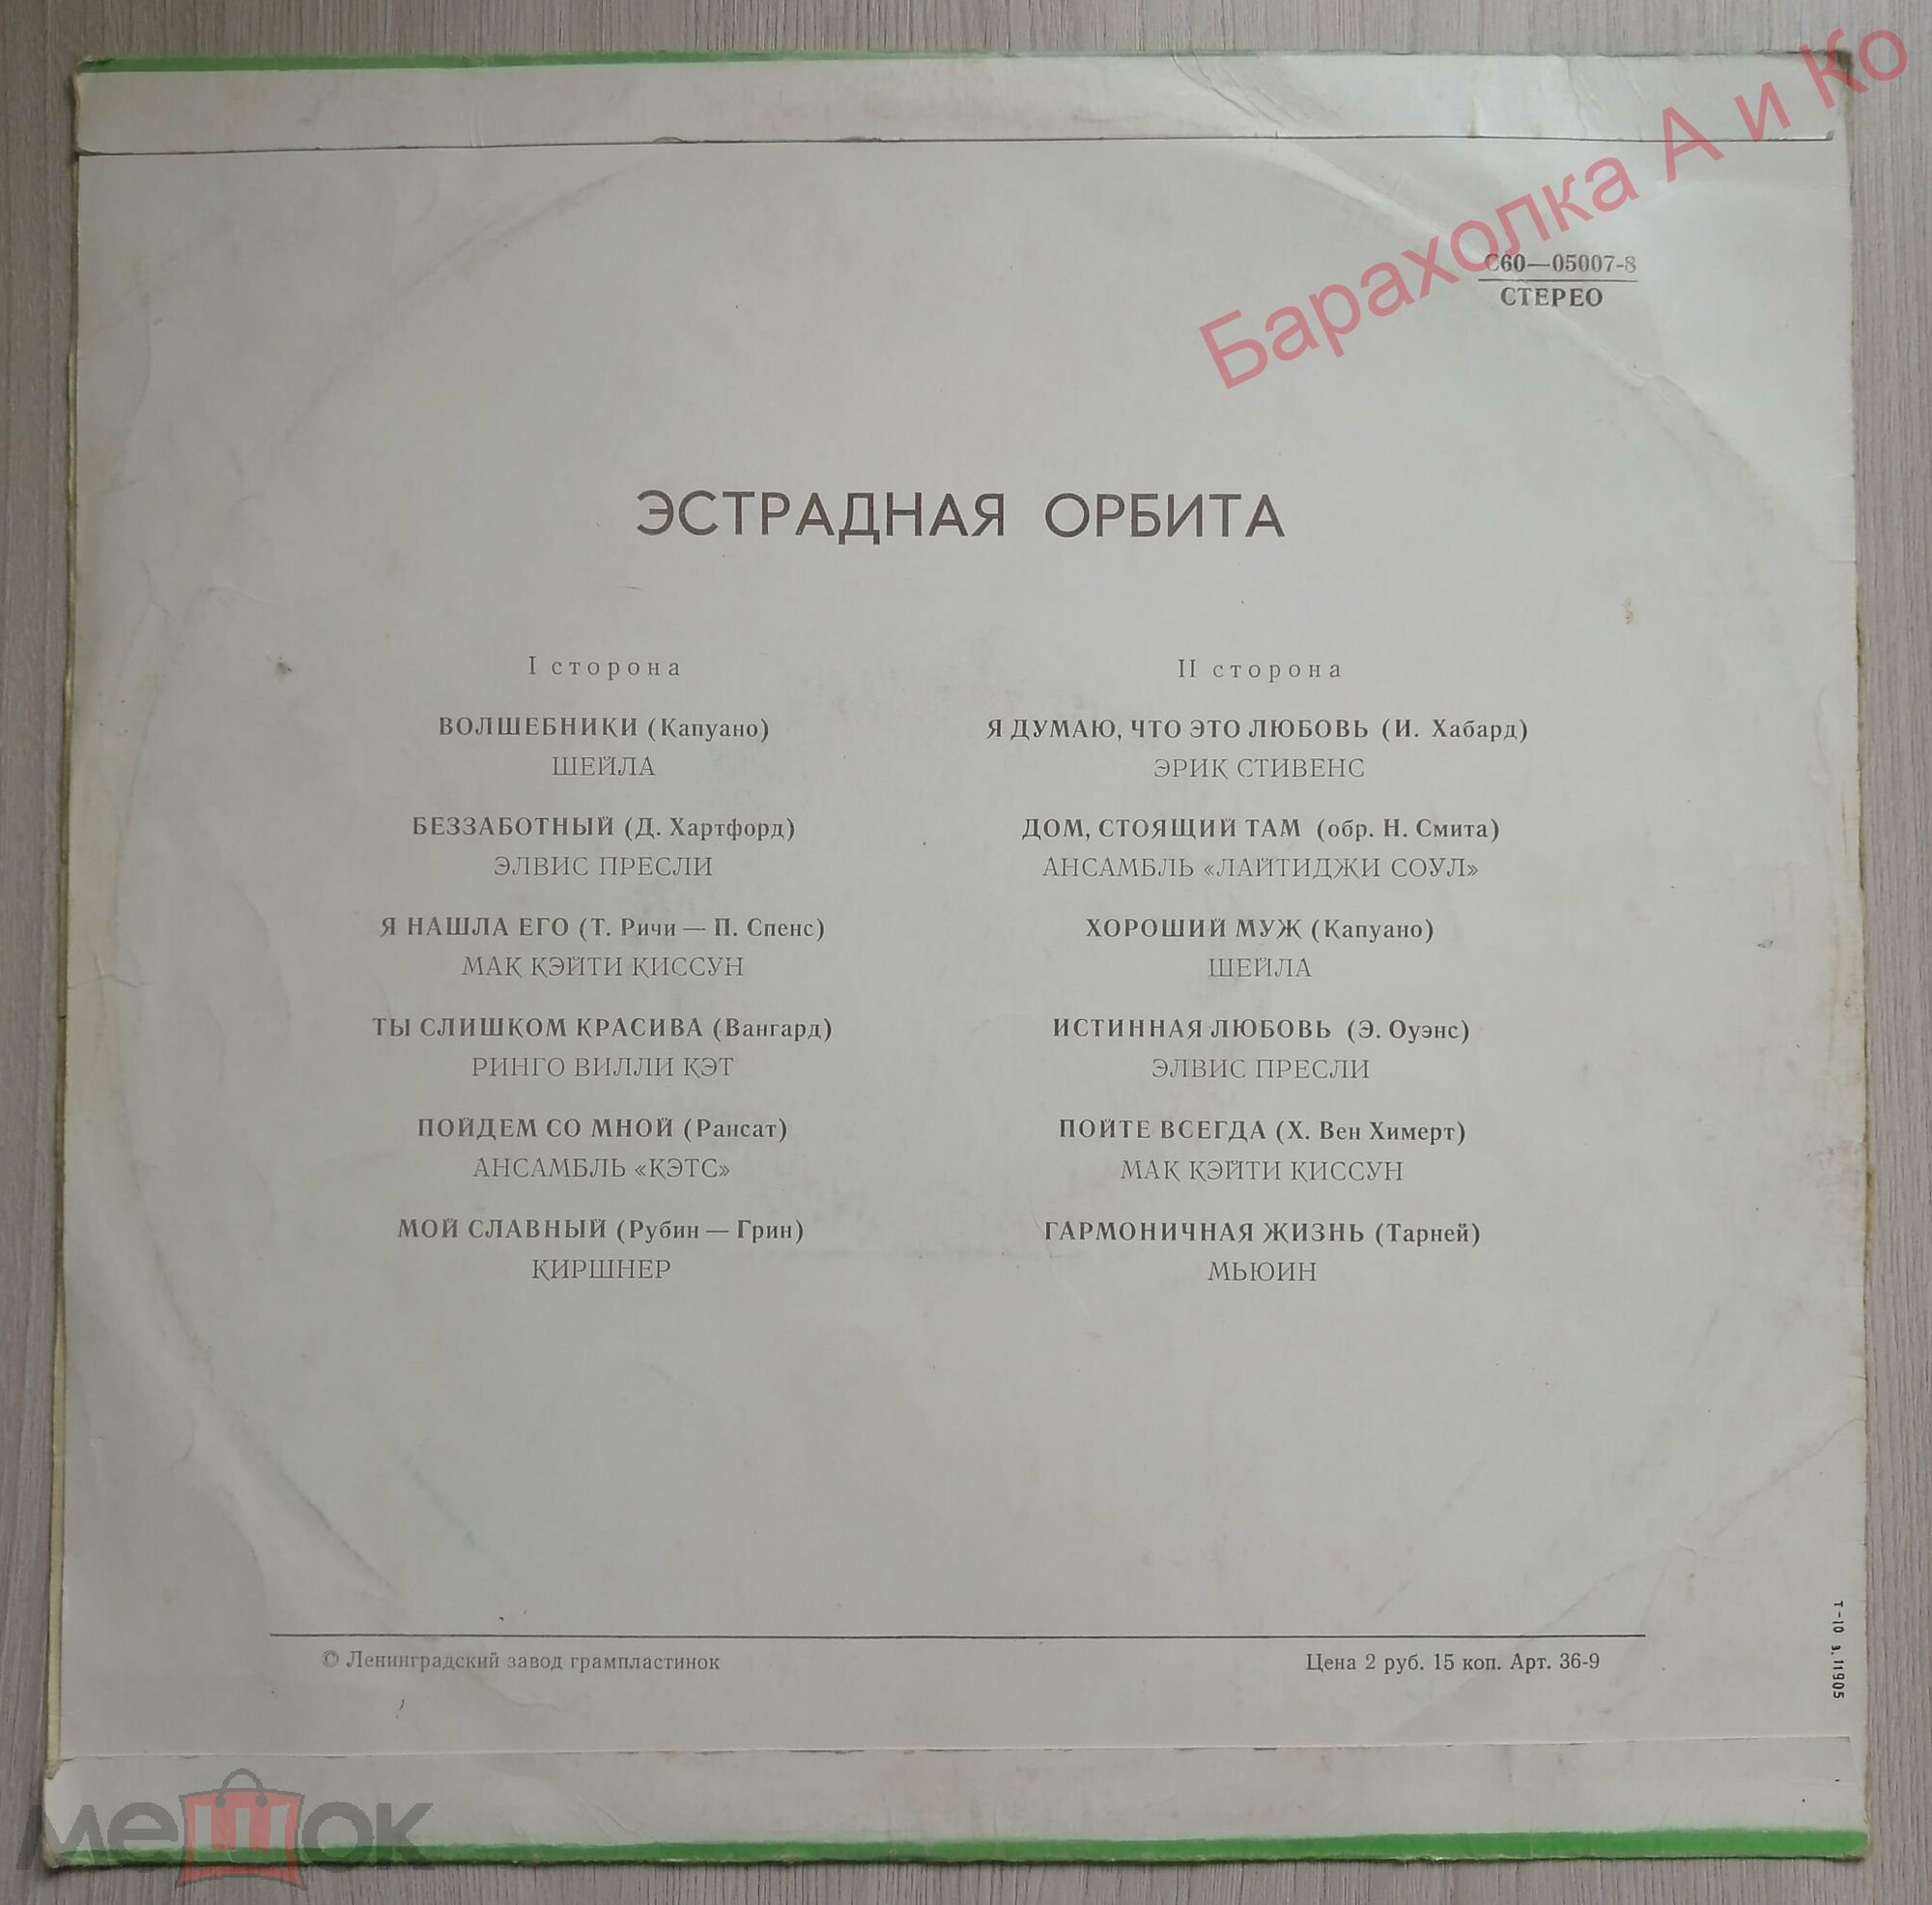 Барахолка А и Ко
С60—05007-8
СТЕРЕО
ЭСТРАДНАЯ ОРБИТА
I сторона
ВОЛШЕБНИКИ (Капуано)
ШЕЙЛА
БЕЗЗАБОТНЫЙ (Д. Хартфорд)
ЭЛВИС ПРЕСЛИ
Я НАШЛА ЕГО (Т. Ричи — П. Спенс)
МАК КЭЙТИ КИССУН
ТЫ СЛИШКОМ КРАСИВА (Вангард)
РИНГО ВИЛЛИ КЭТ
ПОЙДЕМ СО МНОЙ (Рансат)
АНСАМБЛЬ «КЭТС»
МОЙ СЛАВНЫЙ (Рубин — Грин)
КИРШНЕР
II сторона
Я ДУМАЮ, ЧТО ЭТО ЛЮБОВЬ (И. Хабард)
ЭРИК СТИВЕНС
ДОМ, СТОЯЩИЙ ТАМ (обр. Н. Смита)
АНСАМБЛЬ «ЛАЙТИДЖИ СОУЛ»
ХОРОШИЙ МУЖ (Капуано)
ШЕЙЛА
ИСТИННАЯ ЛЮБОВЬ (Э. Оуэнс)
ЭЛВИС ПРЕСЛИ
ПОЙТЕ ВСЕГДА (Х. Вен Химерт)
МАК КЭЙТИ КИССУН
ГАРМОНИЧНАЯ ЖИЗНЬ (Тарней)
МЬЮИН
© Ленинградский завод грампластинок
Цена 2 руб. 15 коп. Арт. 36-9
Т-10 з. 11905
мешок